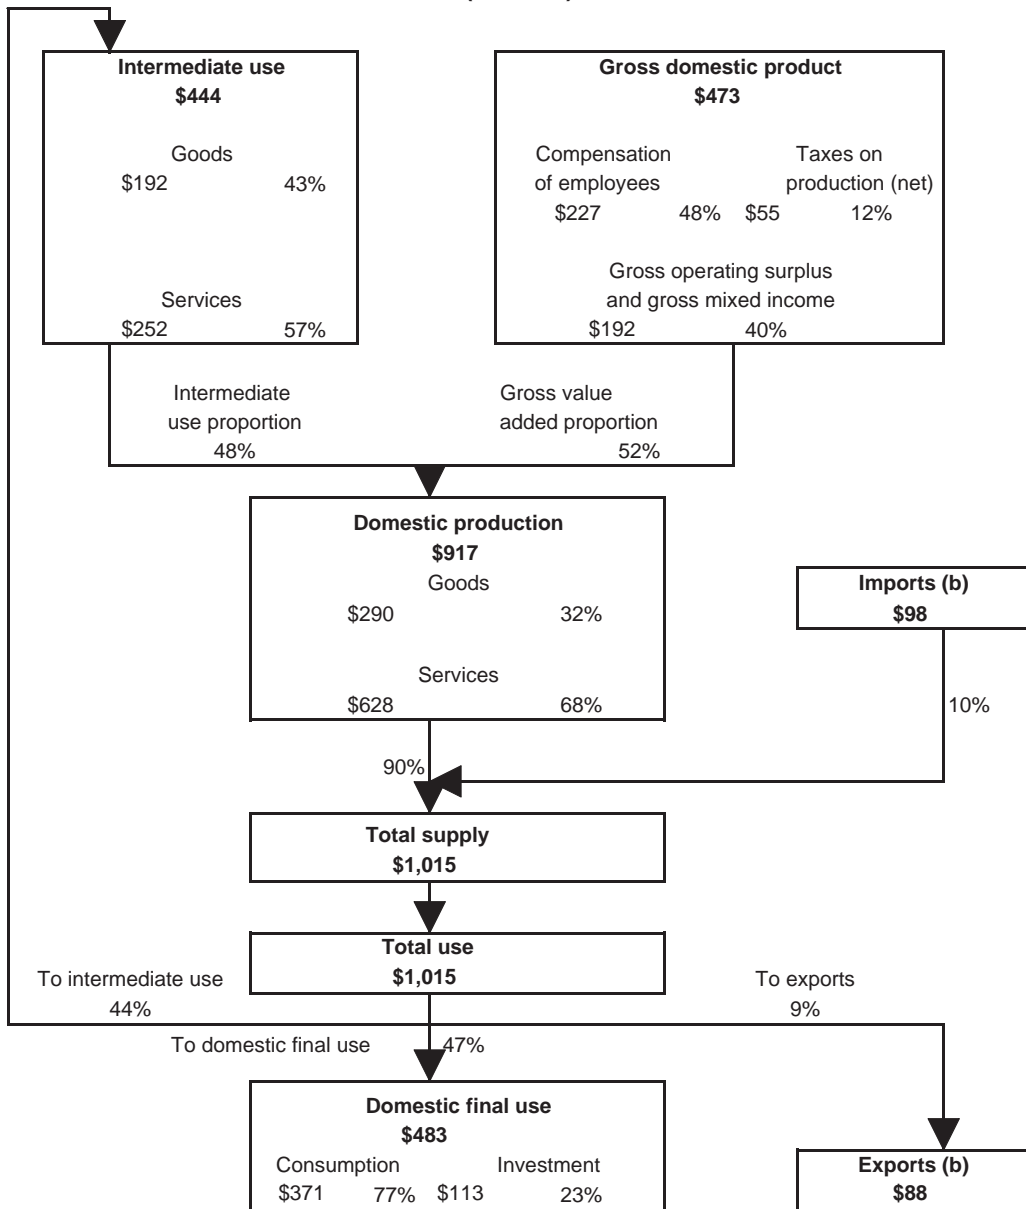 Intermediate use
$444
Goods
$192 43%
Services
$252 57%
Gross domestic product
$473
Compensation Taxes on
of employees production (net)
$227 48% $55 12%
Gross operating surplus
and gross mixed income
$192 40%
Intermediate
use proportion
48%
Gross value
added proportion
52%
Domestic production
$917
Goods
$290 32%
Services
$628 68%
Imports (b)
$98
10%
90%
Total supply
$1,015
Total use
$1,015
To intermediate use
44%
To exports
9%
To domestic final use 47%
Domestic final use
$483
Consumption Investment
$371 77% $113 23%
Exports (b)
$88